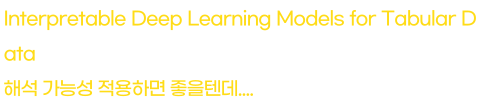 Interpretable Deep Learning Models for Tabular D
ata
해석 가능성 적용하면 좋을텐데....